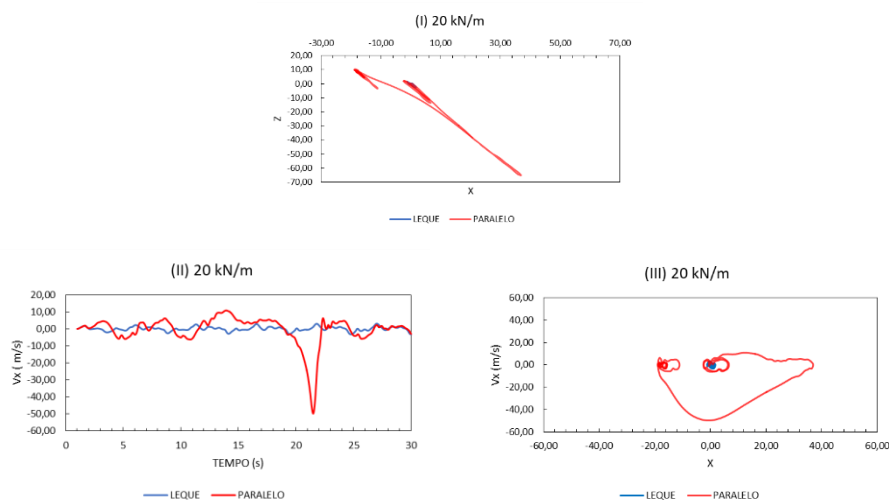 (I) 20 kN/m
-30,00 -10,00 10,00 30,00 50,00 70,00
20,00
10,00
0,00
-10,00
-20,00
-30,00
-40,00
-50,00
-60,00
-70,00
Z
X
LEQUE PARALELO
(II) 20 kN/m
20,00
10,00
0,00
-10,00
-20,00
-30,00
-40,00
-50,00
-60,00
Vx ( m/s)
0 5 10 15 20 25 30
TEMPO (s)
LEQUE PARALELO
(III) 20 kN/m
60,00
40,00
20,00
0,00
-20,00
-40,00
-60,00
Vx ( m/s)
-60,00 -40,00 -20,00 0,00 20,00 40,00 60,00
X
LEQUE PARALELO